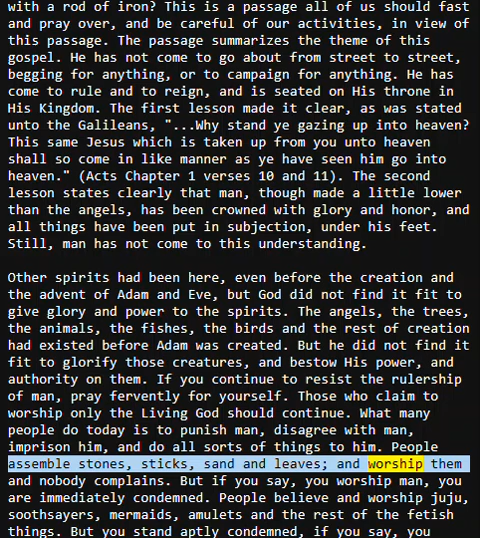 with a rod of iron? This is a passage all of us should fast
and pray over, and be careful of our activities, in view of
this passage. The passage summarizes the theme of this
gospel. He has not come to go about from street to street,
begging for anything, or to campaign for anything. He has
come to rule and to reign, and is seated on His throne in
His Kingdom. The first lesson made it clear, as was stated
unto the Galileans, "...Why stand ye gazing up into heaven?
This same Jesus which is taken up from you unto heaven
shall so come in like manner as ye have seen him go into
heaven." (Acts Chapter 1 verses 10 and 11). The second
lesson states clearly that man, though made a little lower
than the angels, has been crowned with glory and honor, and
all things have been put in subjection, under his feet.
Still, man has not come to this understanding.
Other spirits had been here, even before the creation and
the advent of Adam and Eve, but God did not find it fit to
give glory and power to the spirits. The angels, the trees,
the animals, the fishes, the birds and the rest of creation
had existed before Adam was created. But he did not find it
fit to glorify those creatures, and bestow His power, and
authority on them. If you continue to resist the rulership
of man, pray fervently for yourself. Those who claim to
worship only the Living God should continue. What many
people do today is to punish man, disagree with man,
imprison him, and do all sorts of things to him. People
assemble stones, sticks, sand and leaves; and worship them
and nobody complains. But if you say, you worship man, you
are immediately condemned. People believe and worship juju,
soothsayers, mermaids, amulets and the rest of the fetish
things. But you stand aptly condemned, if you say, you